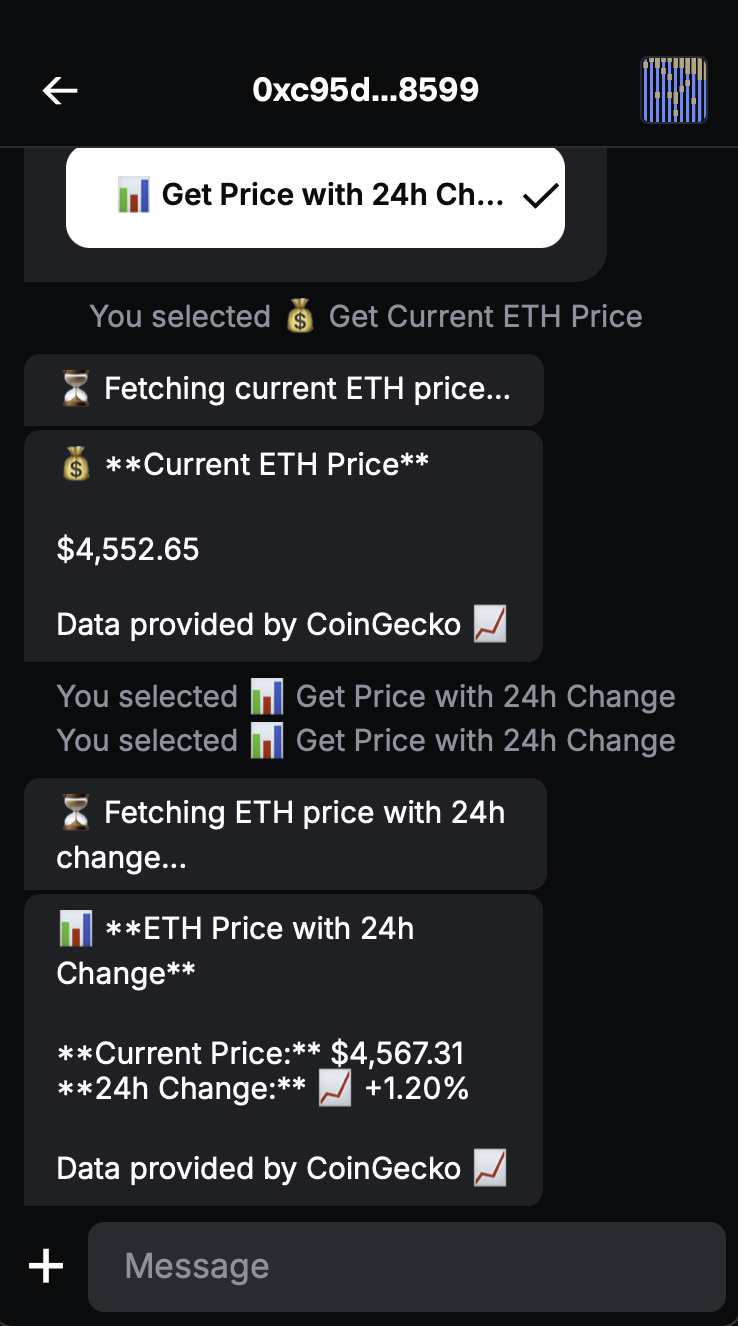 0xc95d...8599
📊 Get Price with 24h Ch...
You selected 💰 Get Current ETH Price
⏳ Fetching current ETH price...
💰 **Current ETH Price**
$4,552.65
Data provided by CoinGecko 📈
You selected 📊 Get Price with 24h Change
You selected 📊 Get Price with 24h Change
⏳ Fetching ETH price with 24h
change...
📊 **ETH Price with 24h
Change**
**Current Price:** $4,567.31
**24h Change:** 📈 +1.20%
Data provided by CoinGecko 📈
Message